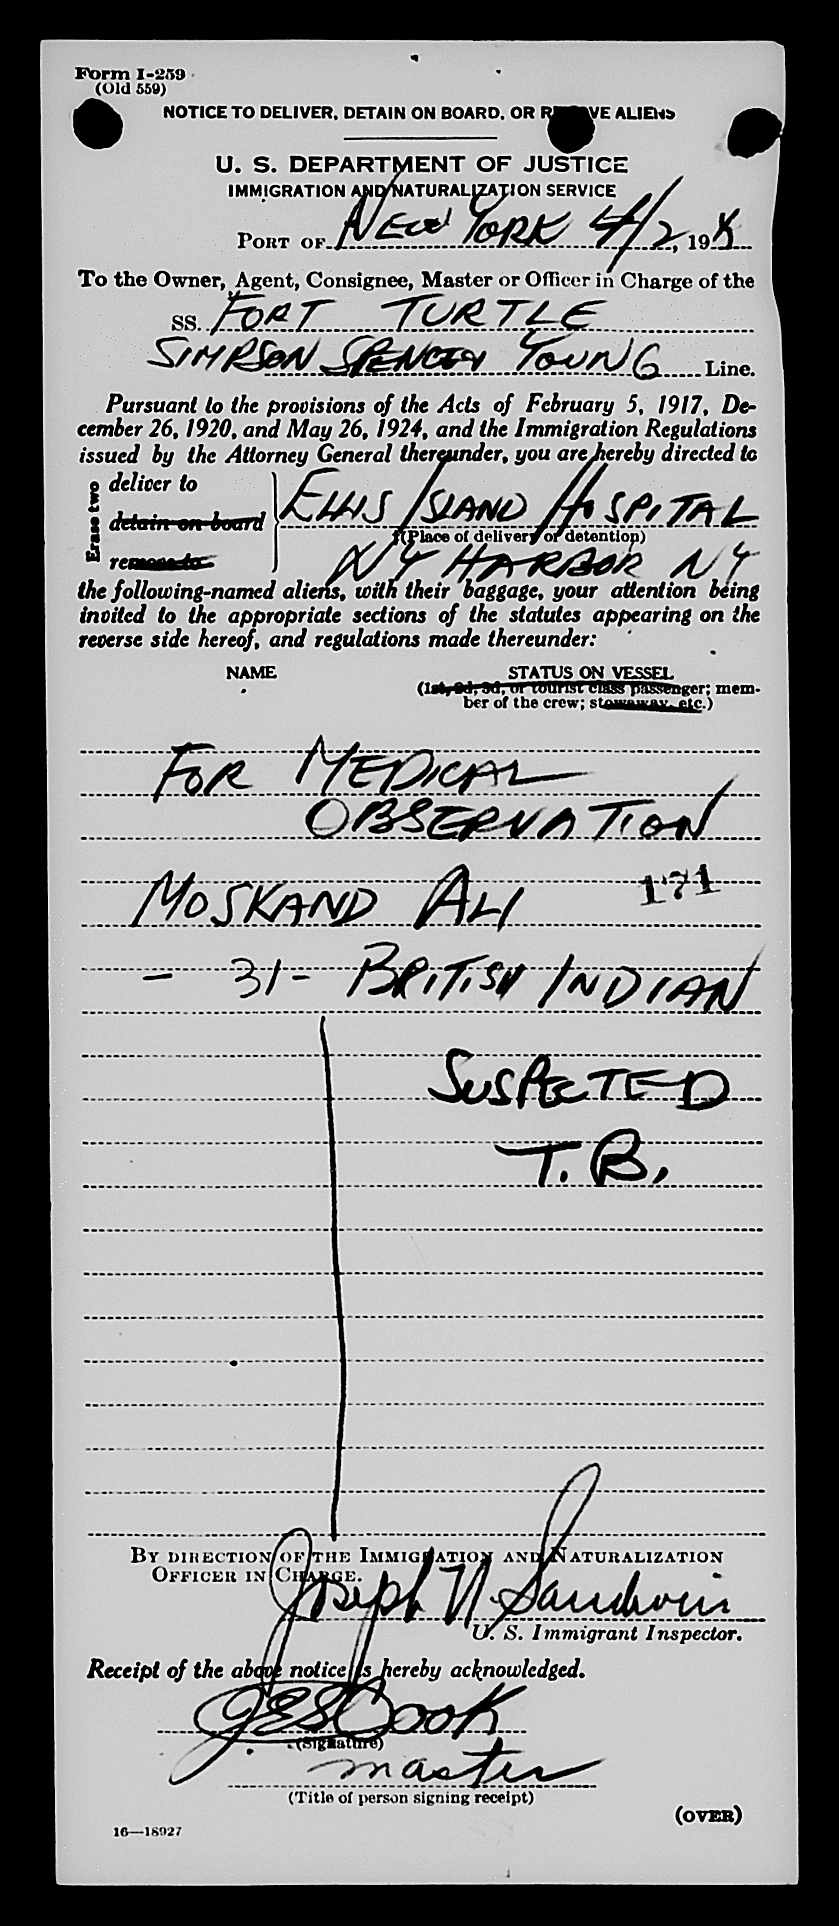 Form I-259
(Old 559)
NOTICE TO DELIVER, DETAIN ON BOARD, OR REMOVE ALIENS
U. S. DEPARTMENT OF JUSTICE
IMMIGRATION AND NATURALIZATION SERVICE
PORT OF NEW YORK 4/2, 19
To the Owner, Agent, Consignee, Master or Officer in Charge of the
SS. FORT TURTLE
SIMPSON SPENCE YOUNG Line.
Pursuant to the provisions of the Acts of February 5, 1917, De-
cember 26, 1920, and May 26, 1924, and the Immigration Regulations
issued by the Attorney General thereunder, you are hereby directed to
Erase two
deliver to
detain on board
remove to
ELLIS ISLAND HOSPITAL
(Place of delivery or detention)
NY HARBOR NY
the following-named aliens, with their baggage, your attention being
invited to the appropriate sections of the statutes appearing on the
reverse side hereof, and regulations made thereunder:
NAME STATUS ON VESSEL
(1st, 2d, 3d, or tourist class passenger; mem-
ber of the crew; stowaway, etc.)
FOR MEDICAL
OBSERVATION
MOSKAND ALI 171
- 31 - BRITISH INDIAN
SUSPECTED
T.B.
BY DIRECTION OF THE IMMIGRATION AND NATURALIZATION
OFFICER IN CHARGE.
Joseph N.
U. S. Immigrant Inspector.
Receipt of the above notice is hereby acknowledged.
J.E.S. Cook
(Signature)
master
(Title of person signing receipt)
(OVER)
16—18927